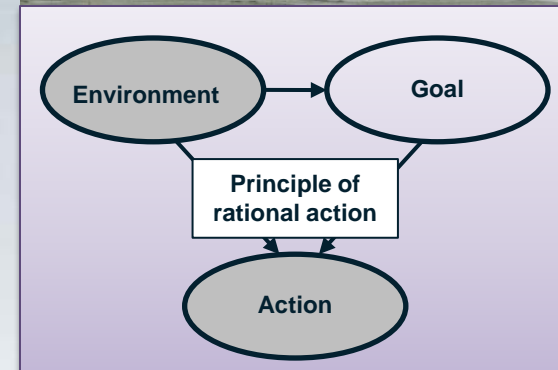 Environment
Goal
Principle of
rational action
Action